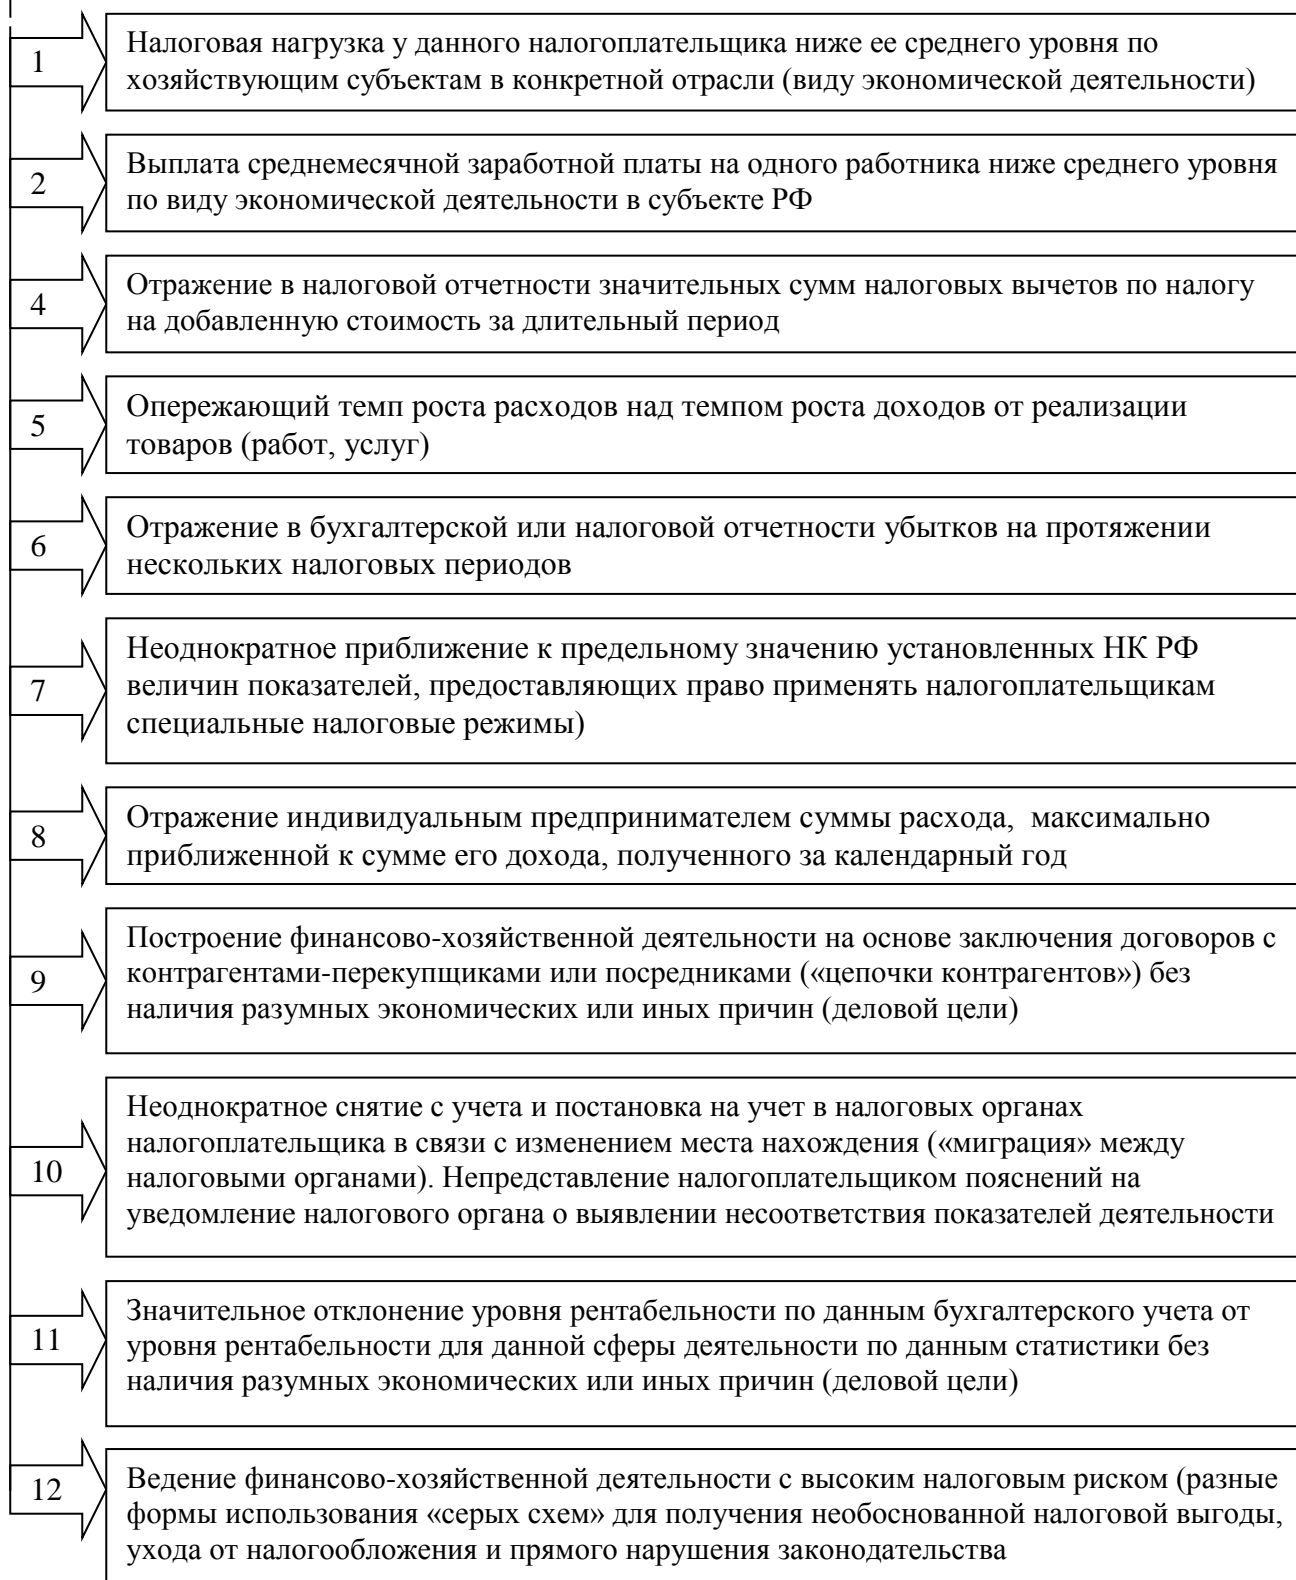 1
Налоговая нагрузка у данного налогоплательщика ниже ее среднего уровня по
хозяйствующим субъектам в конкретной отрасли (виду экономической деятельности)
2
Выплата среднемесячной заработной платы на одного работника ниже среднего уровня
по виду экономической деятельности в субъекте РФ
4
Отражение в налоговой отчетности значительных сумм налоговых вычетов по налогу
на добавленную стоимость за длительный период
5
Опережающий темп роста расходов над темпом роста доходов от реализации
товаров (работ, услуг)
6
Отражение в бухгалтерской или налоговой отчетности убытков на протяжении
нескольких налоговых периодов
7
Неоднократное приближение к предельному значению установленных НК РФ
величин показателей, предоставляющих право применять налогоплательщикам
специальные налоговые режимы)
8
Отражение индивидуальным предпринимателем суммы расхода,  максимально
приближенной к сумме его дохода, полученного за календарный год
9
Построение финансово-хозяйственной деятельности на основе заключения договоров с
контрагентами-перекупщиками или посредниками («цепочки контрагентов») без
наличия разумных экономических или иных причин (деловой цели)
10
Неоднократное снятие с учета и постановка на учет в налоговых органах
налогоплательщика в связи с изменением места нахождения («миграция» между
налоговыми органами). Непредставление налогоплательщиком пояснений на
уведомление налогового органа о выявлении несоответствия показателей деятельности
11
Значительное отклонение уровня рентабельности по данным бухгалтерского учета от
уровня рентабельности для данной сферы деятельности по данным статистики без
наличия разумных экономических или иных причин (деловой цели)
12
Ведение финансово-хозяйственной деятельности с высоким налоговым риском (разные
формы использования «серых схем» для получения необоснованной налоговой выгоды,
ухода от налогообложения и прямого нарушения законодательства